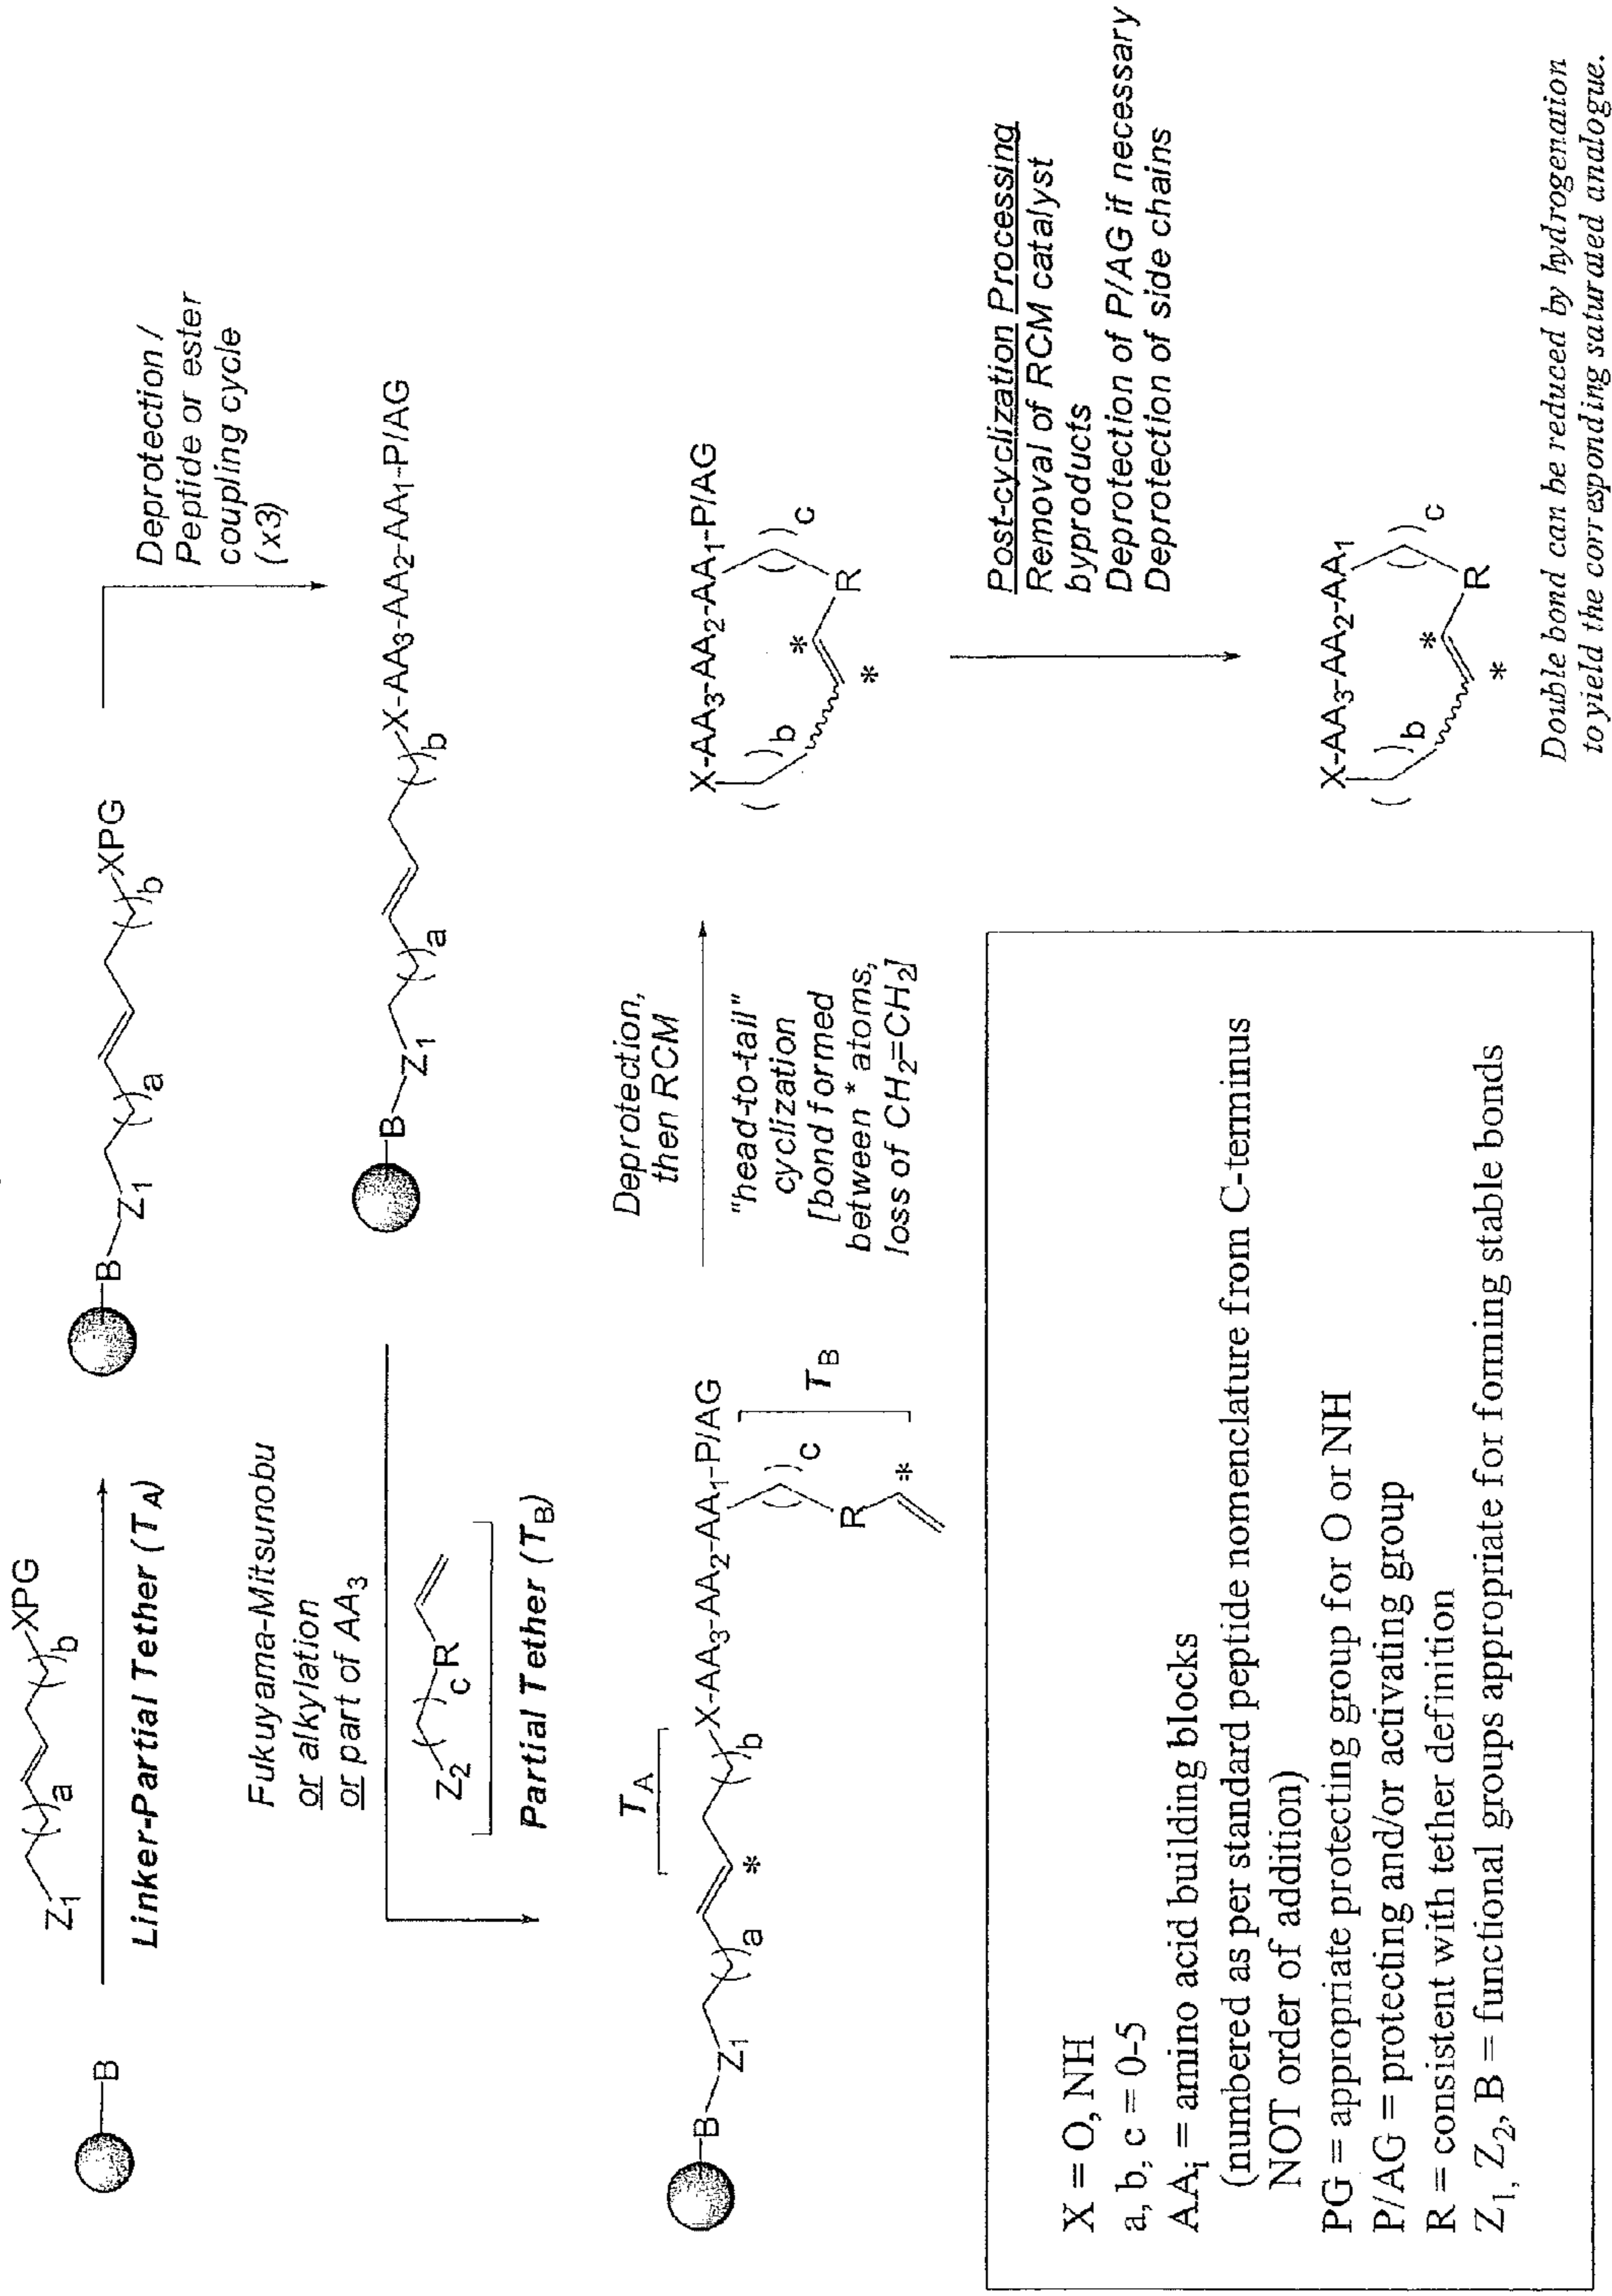 Z1 ( )a ( )b XPG
B
Linker-Partial Tether (TA)
B Z1 ( )a ( )b XPG
Deprotection /
Peptide or ester
coupling cycle
(x3)
Fukuyama-Mitsunobu
or alkylation
or part of AA3
Z2 ( )c R
Partial Tether (TB)
B Z1 ( )a ( )b X-AA3-AA2-AA1-P/AG
TA
B Z1 ( )a * ( )b X-AA3-AA2-AA1-P/AG
( )c
R
*
TB
Deprotection,
then RCM
"head-to-tail"
cyclization
[bond formed
between * atoms,
loss of CH2=CH2]
X-AA3-AA2-AA1-P/AG
( )b
( )c
* R
*
Post-cyclization Processing
Removal of RCM catalyst
byproducts
Deprotection of P/AG if necessary
Deprotection of side chains
X-AA3-AA2-AA1
( )b
( )c
* R
*
Double bond can be reduced by hydrogenation
to yield the corresponding saturated analogue.
X = O, NH
a, b, c = 0-5
AAi = amino acid building blocks
(numbered as per standard peptide nomenclature from C-terminus
NOT order of addition)
PG = appropriate protecting group for O or NH
P/AG = protecting and/or activating group
R = consistent with tether definition
Z1, Z2, B = functional groups appropriate for forming stable bonds